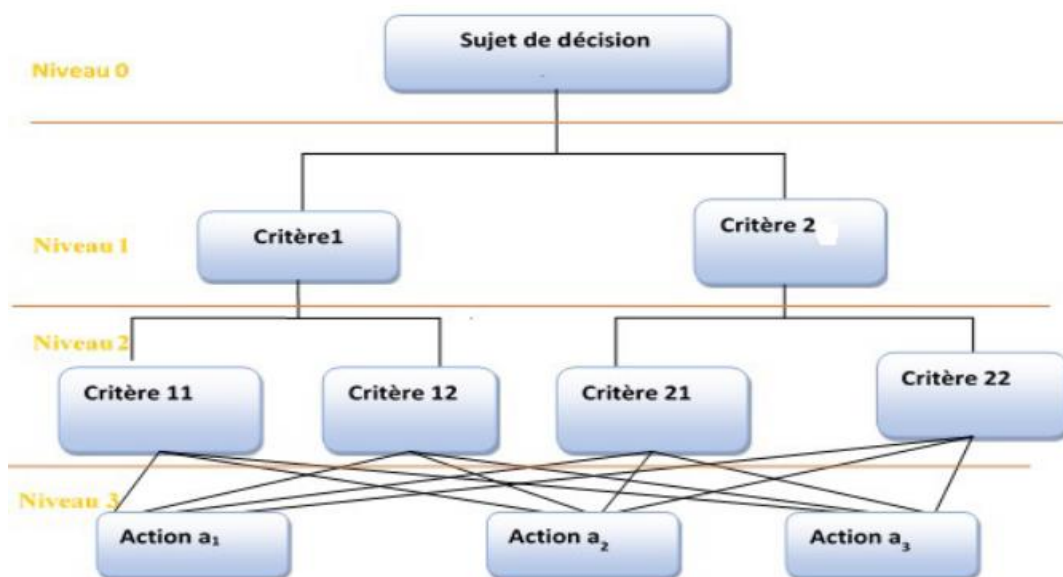 Sujet de décision
Niveau 0
Critère1
Critère 2
Niveau 1
Niveau 2
Critère 11
Critère 12
Critère 21
Critère 22
Niveau 3
Action a₁
Action a₂
Action a₃